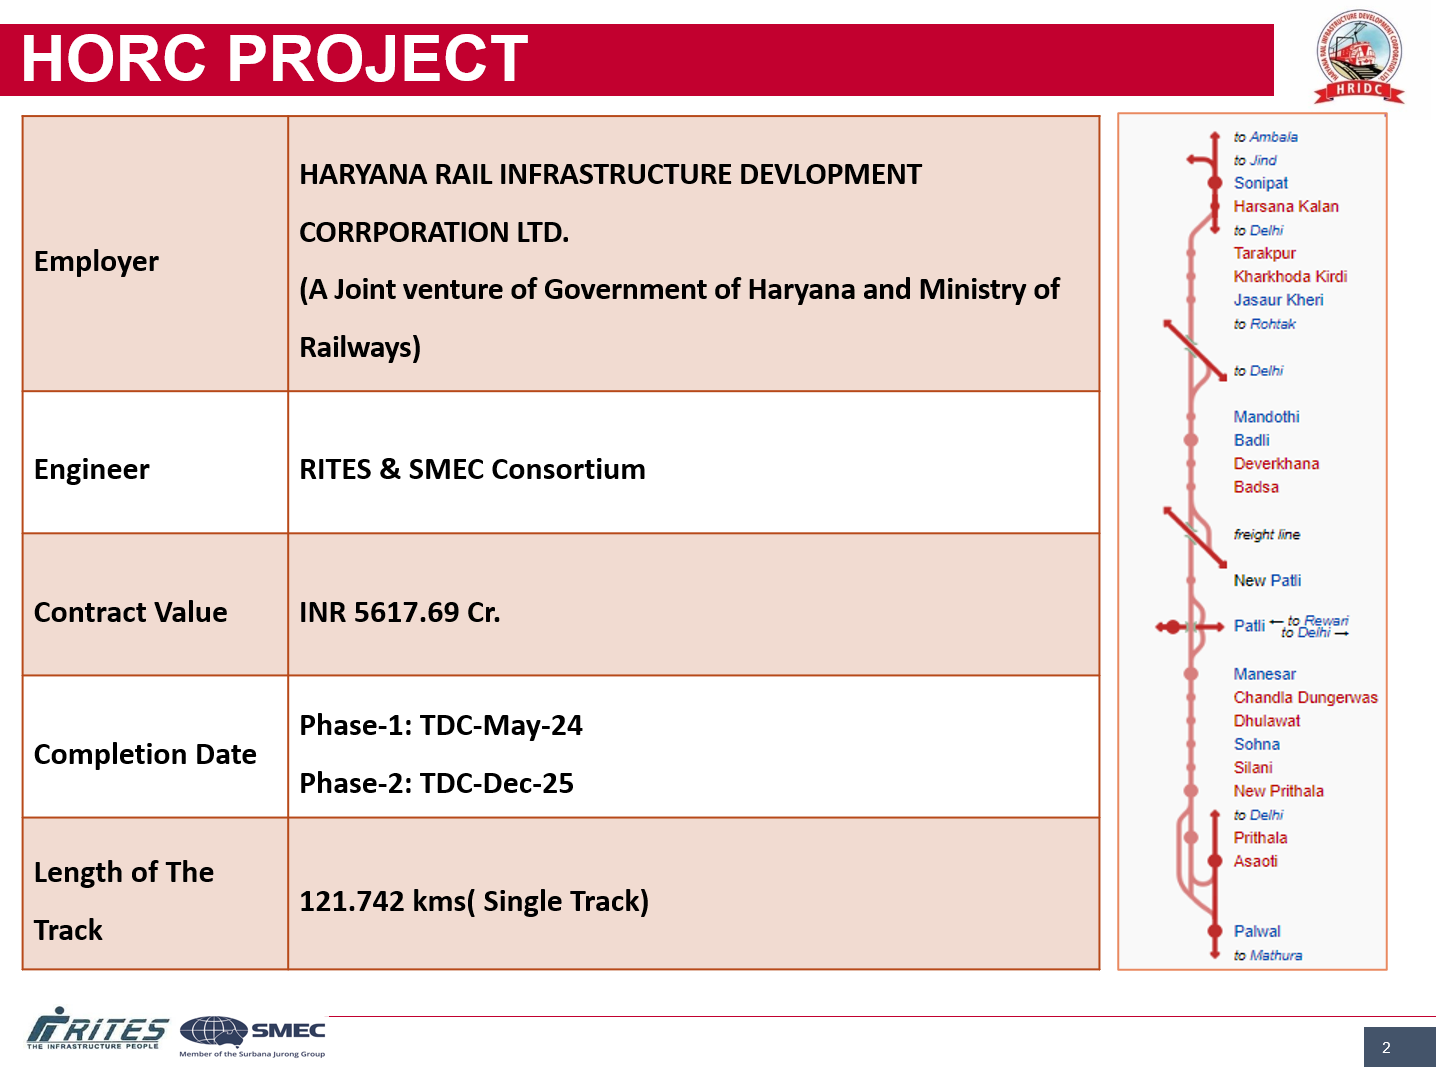 HORC PROJECT
HARYANA RAIL INFRASTRUCTURE DEVELOPMENT CORPORATION LTD
HRIDC
Employer
HARYANA RAIL INFRASTRUCTURE DEVLOPMENT
CORRPORATION LTD.
(A Joint venture of Government of Haryana and Ministry of
Railways)
Engineer
RITES & SMEC Consortium
Contract Value
INR 5617.69 Cr.
Completion Date
Phase-1: TDC-May-24
Phase-2: TDC-Dec-25
Length of The
Track
121.742 kms( Single Track)
to Ambala
to Jind
Sonipat
Harsana Kalan
to Delhi
Tarakpur
Kharkhoda Kirdi
Jasaur Kheri
to Rohtak
to Delhi
Mandothi
Badli
Deverkhana
Badsa
freight line
New Patli
Patli ← to Rewari
to Delhi →
Manesar
Chandla Dungerwas
Dhulawat
Sohna
Silani
New Prithala
to Delhi
Prithala
Asaoti
Palwal
to Mathura
RITES
THE INFRASTRUCTURE PEOPLE
SMEC
Member of the Surbana Jurong Group
2